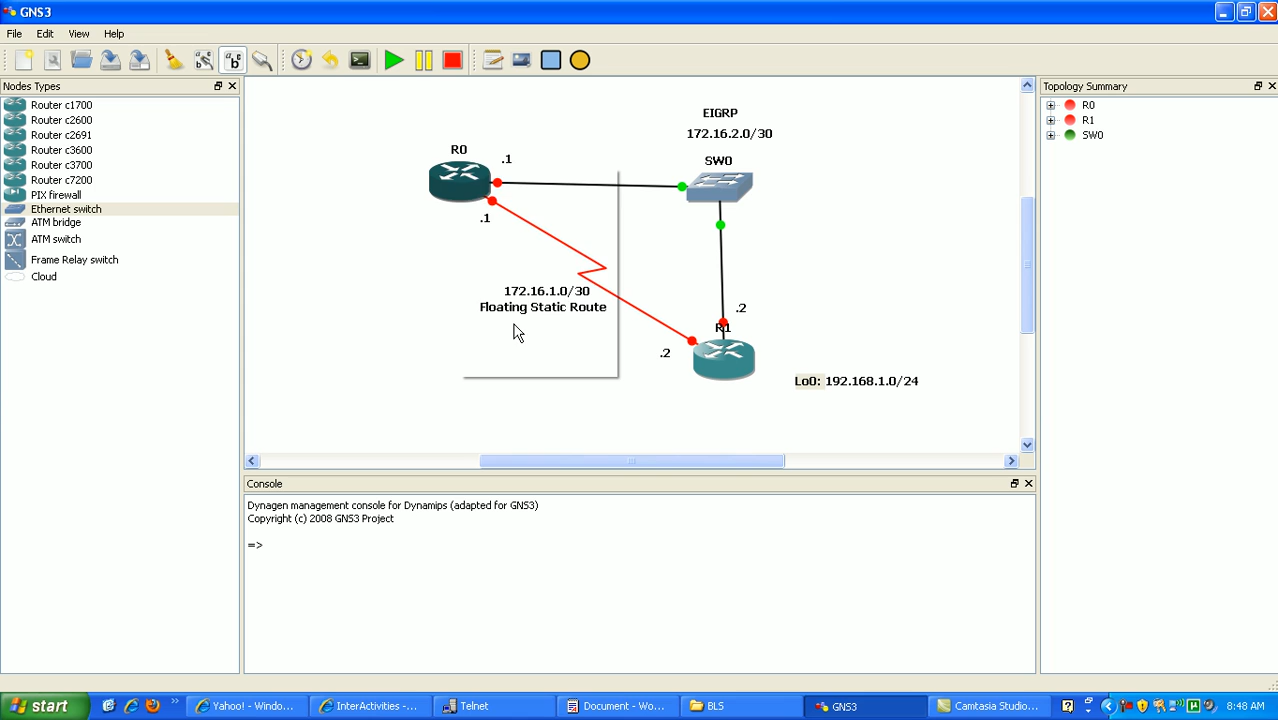 GNS3
File Edit View Help
Nodes Types
Router c1700
Router c2600
Router c2691
Router c3600
Router c3700
Router c7200
PIX firewall
Ethernet switch
ATM bridge
ATM switch
Frame Relay switch
Cloud
EIGRP
172.16.2.0/30
R0
.1
SW0
.1
172.16.1.0/30
Floating Static Route
.2
R1
.2
Lo0: 192.168.1.0/24
Topology Summary
R0
R1
SW0
Console
Dynagen management console for Dynamips (adapted for GNS3)
Copyright (c) 2008 GNS3 Project
=>
start
Yahoo! - Windo...
InterActivities - ...
Telnet
Document - Wo...
BL5
GNS3
Camtasia Studio...
8:48 AM